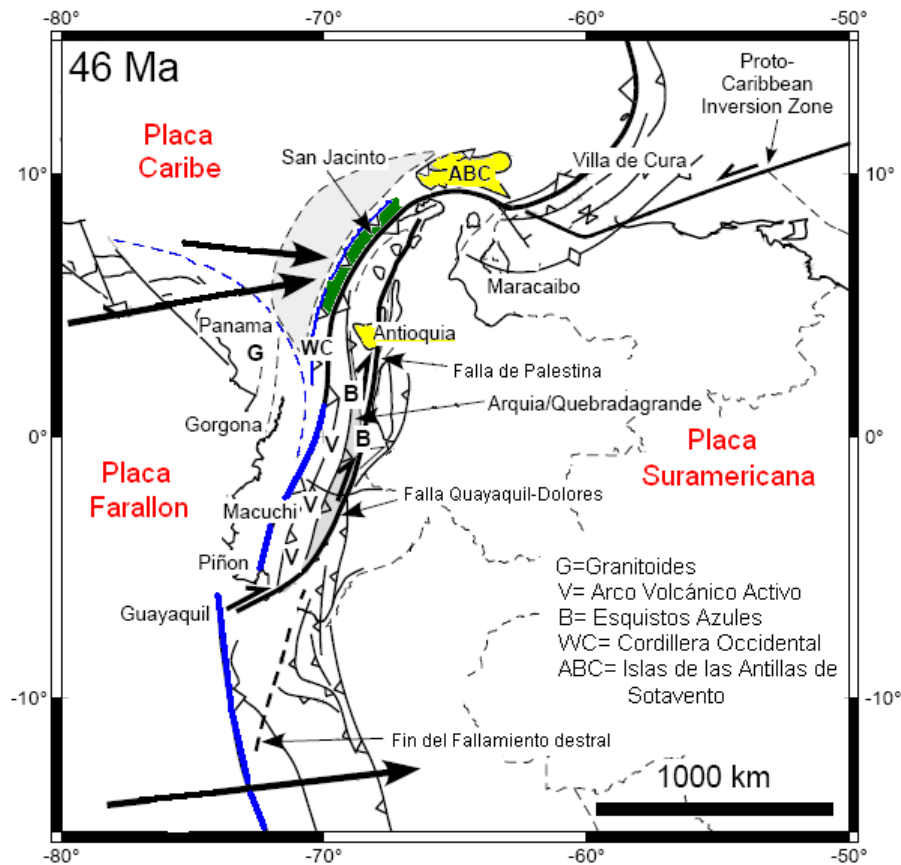 -80° -70° -60° -50°
46 Ma
Proto-
Caribbean
Inversion Zone
Placa
Caribe
San Jacinto
ABC
Villa de Cura
10°
10°
Maracaibo
Panama
G
WC
Antioquia
Falla de Palestina
B
Arquia/Quebradagrande
Gorgona
0°
V
B
0°
Placa
Suramericana
Placa
Farallon
Macuchi
V
Falla Quayaquil-Dolores
Piñon
V
Guayaquil
G=Granitoides
V= Arco Volcánico Activo
B= Esquistos Azules
WC= Cordillera Occidental
ABC= Islas de las Antillas de
Sotavento
-10°
-10°
Fin del Fallamiento destral
1000 km
-80° -70° -60° -50°